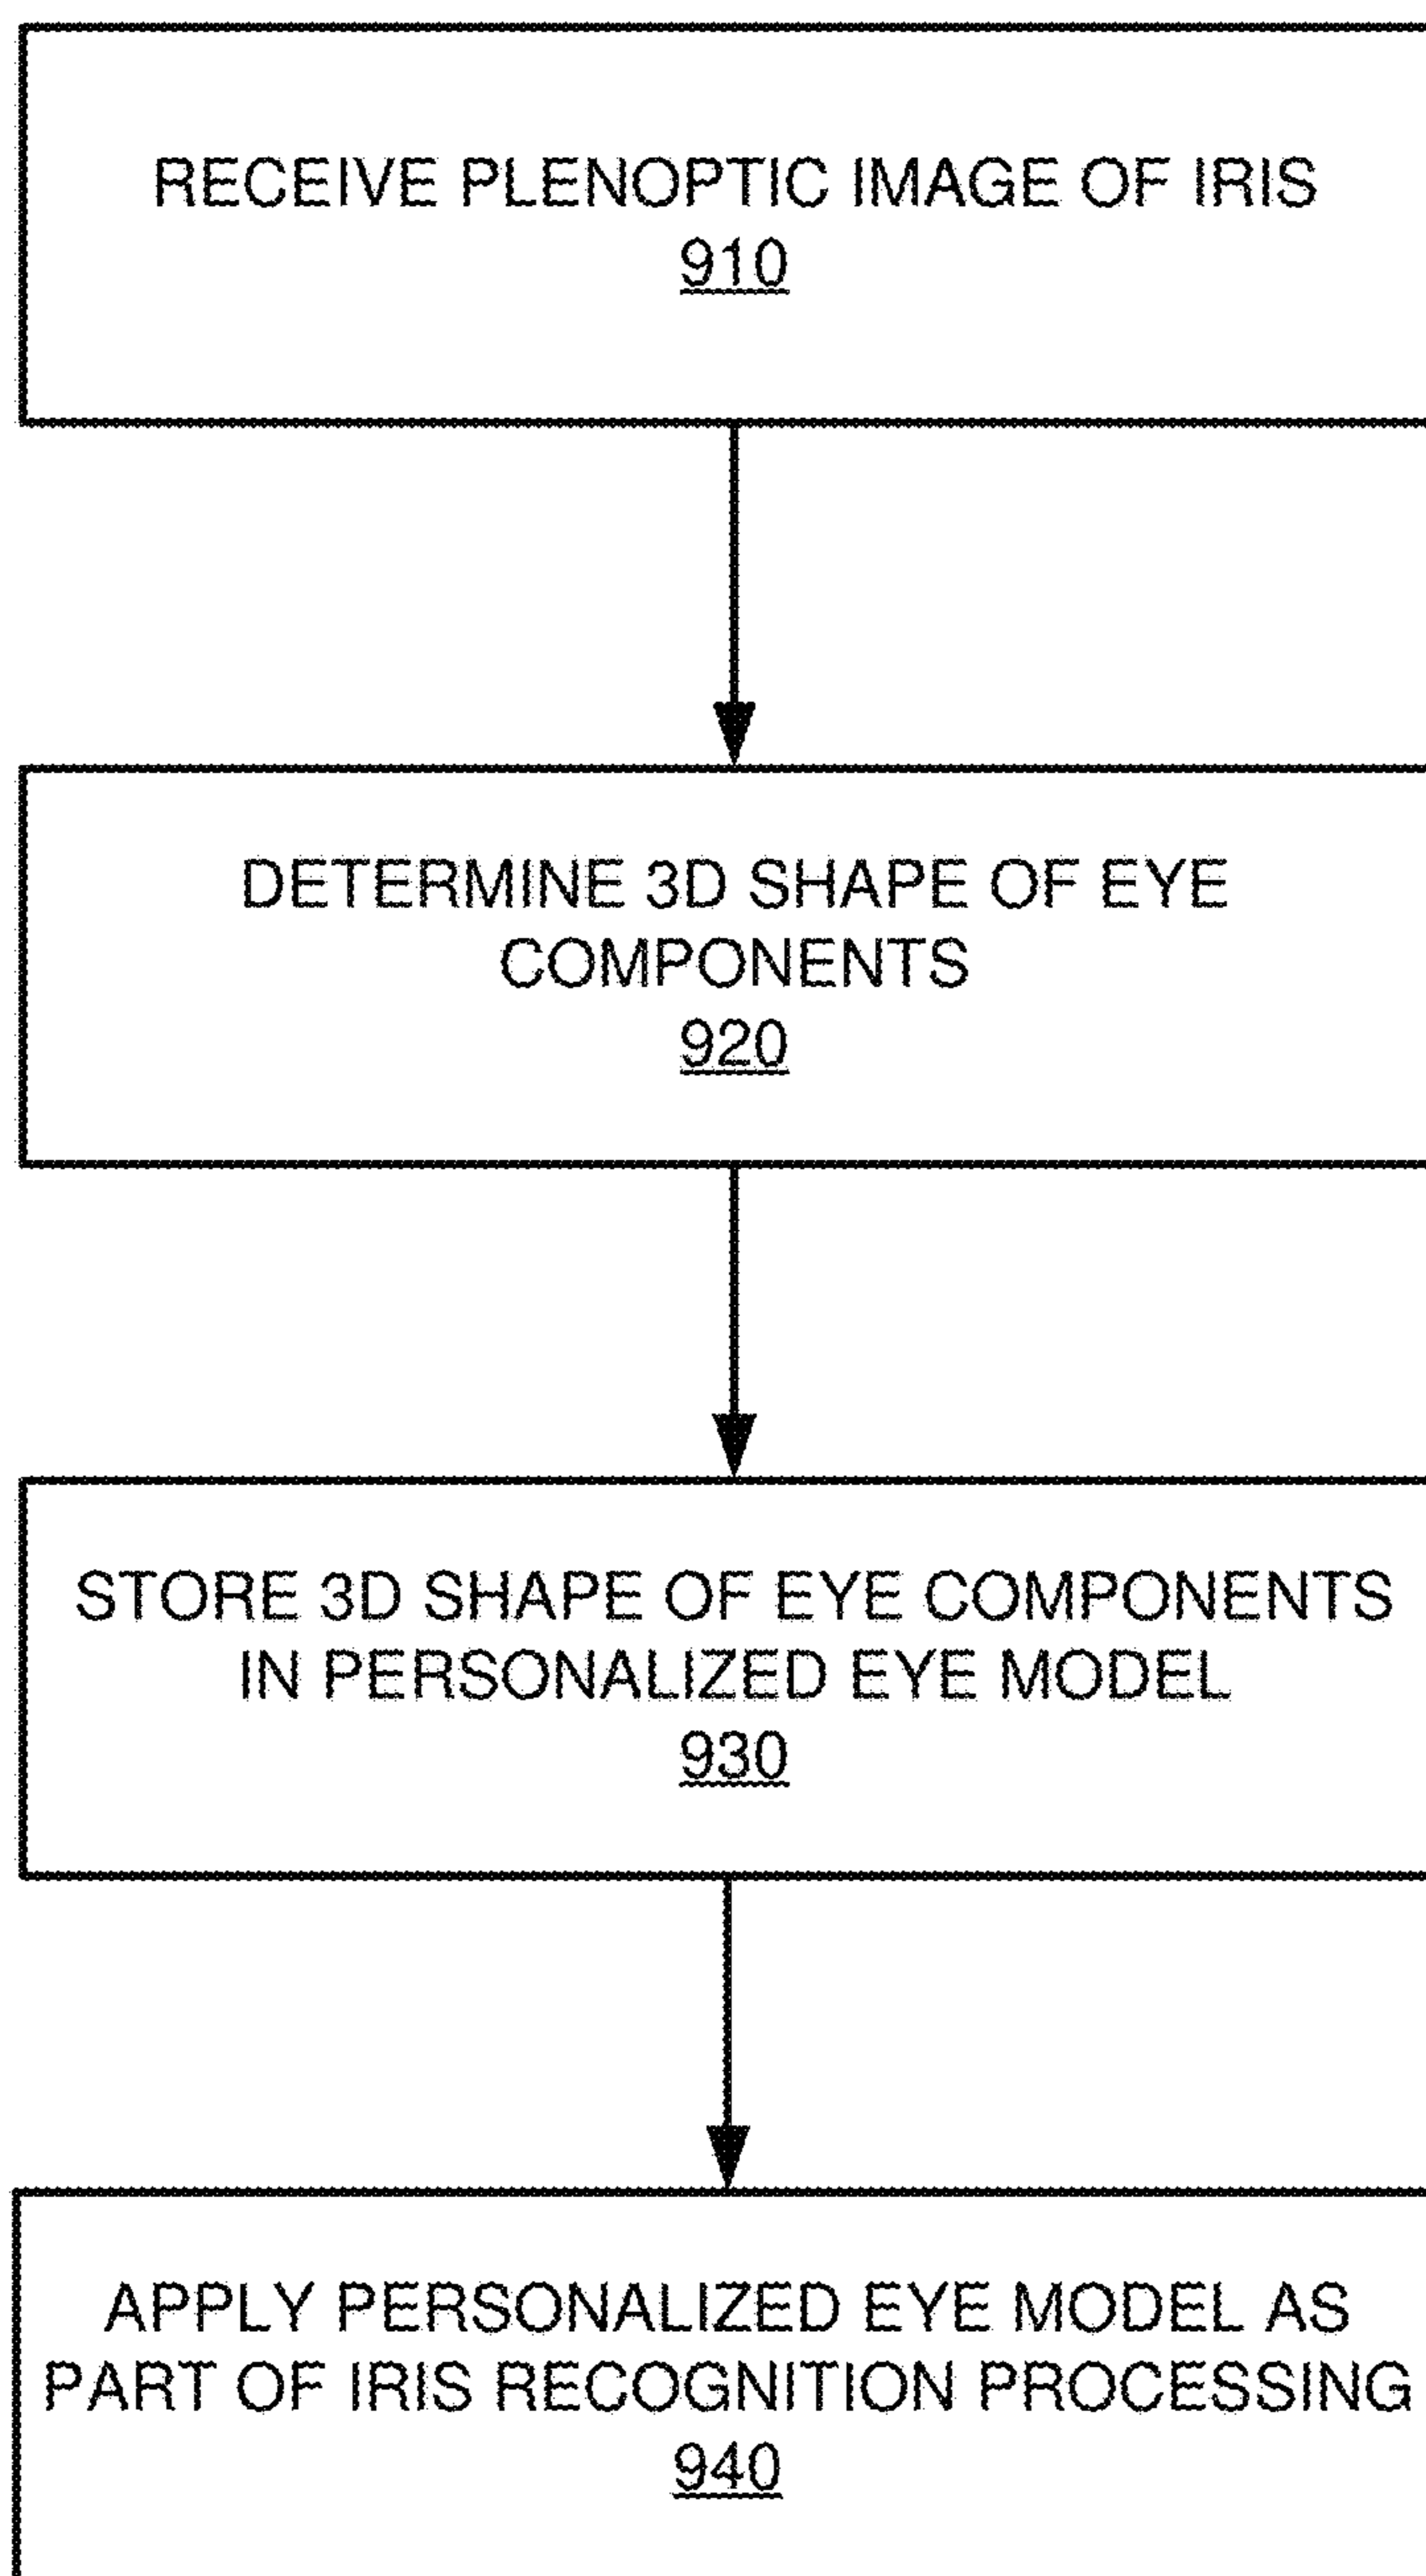 RECEIVE PLENOPTIC IMAGE OF IRIS
910
DETERMINE 3D SHAPE OF EYE
COMPONENTS
920
STORE 3D SHAPE OF EYE COMPONENTS
IN PERSONALIZED EYE MODEL
930
APPLY PERSONALIZED EYE MODEL AS
PART OF IRIS RECOGNITION PROCESSING
940